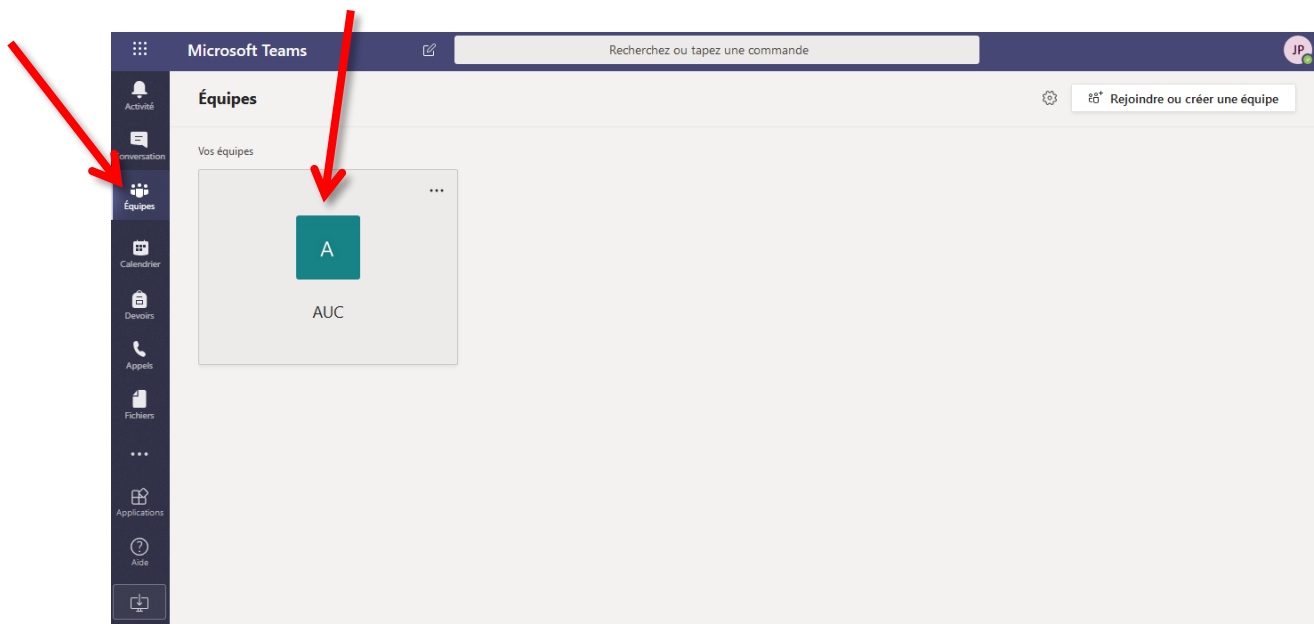 Microsoft Teams
Recherchez ou tapez une commande
JP
Activité
Conversation
Équipes
Calendrier
Devoirs
Appels
Fichiers
Applications
Aide
Équipes
Rejoindre ou créer une équipe
Vos équipes
A
AUC